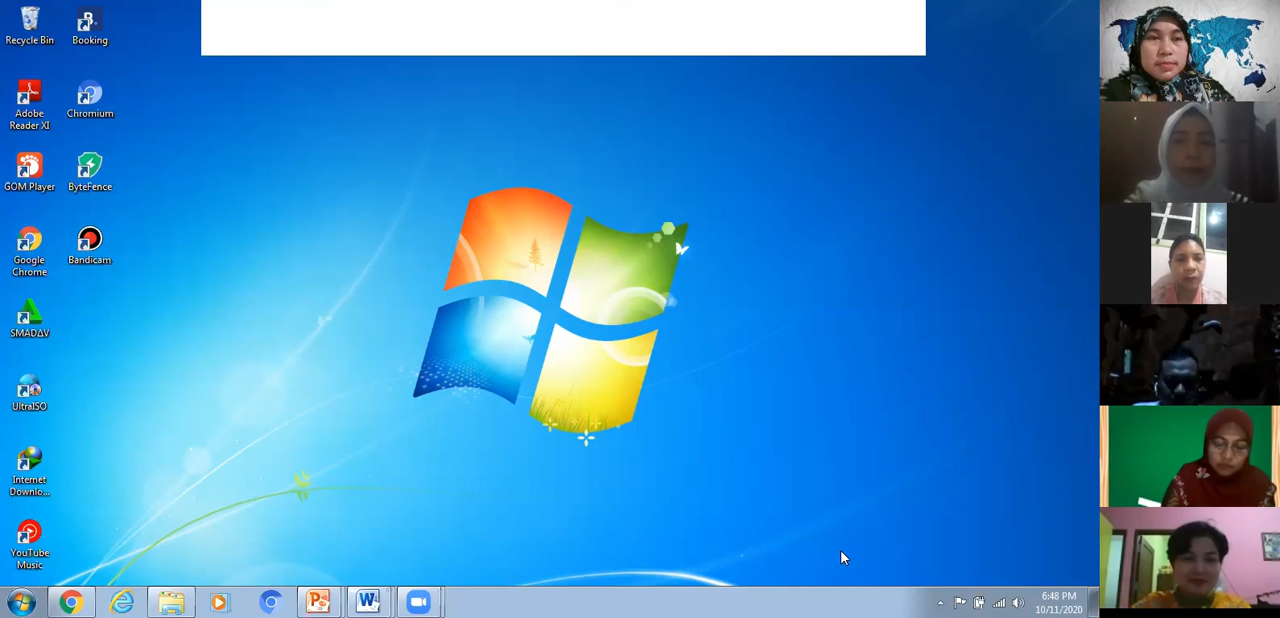 Recycle Bin
Booking
Adobe
Reader XI
Chromium
GOM Player
ByteFence
Google
Chrome
Bandicam
SMADΔV
UltraISO
Internet
Downlo...
YouTube
Music
6:48 PM
10/11/2020